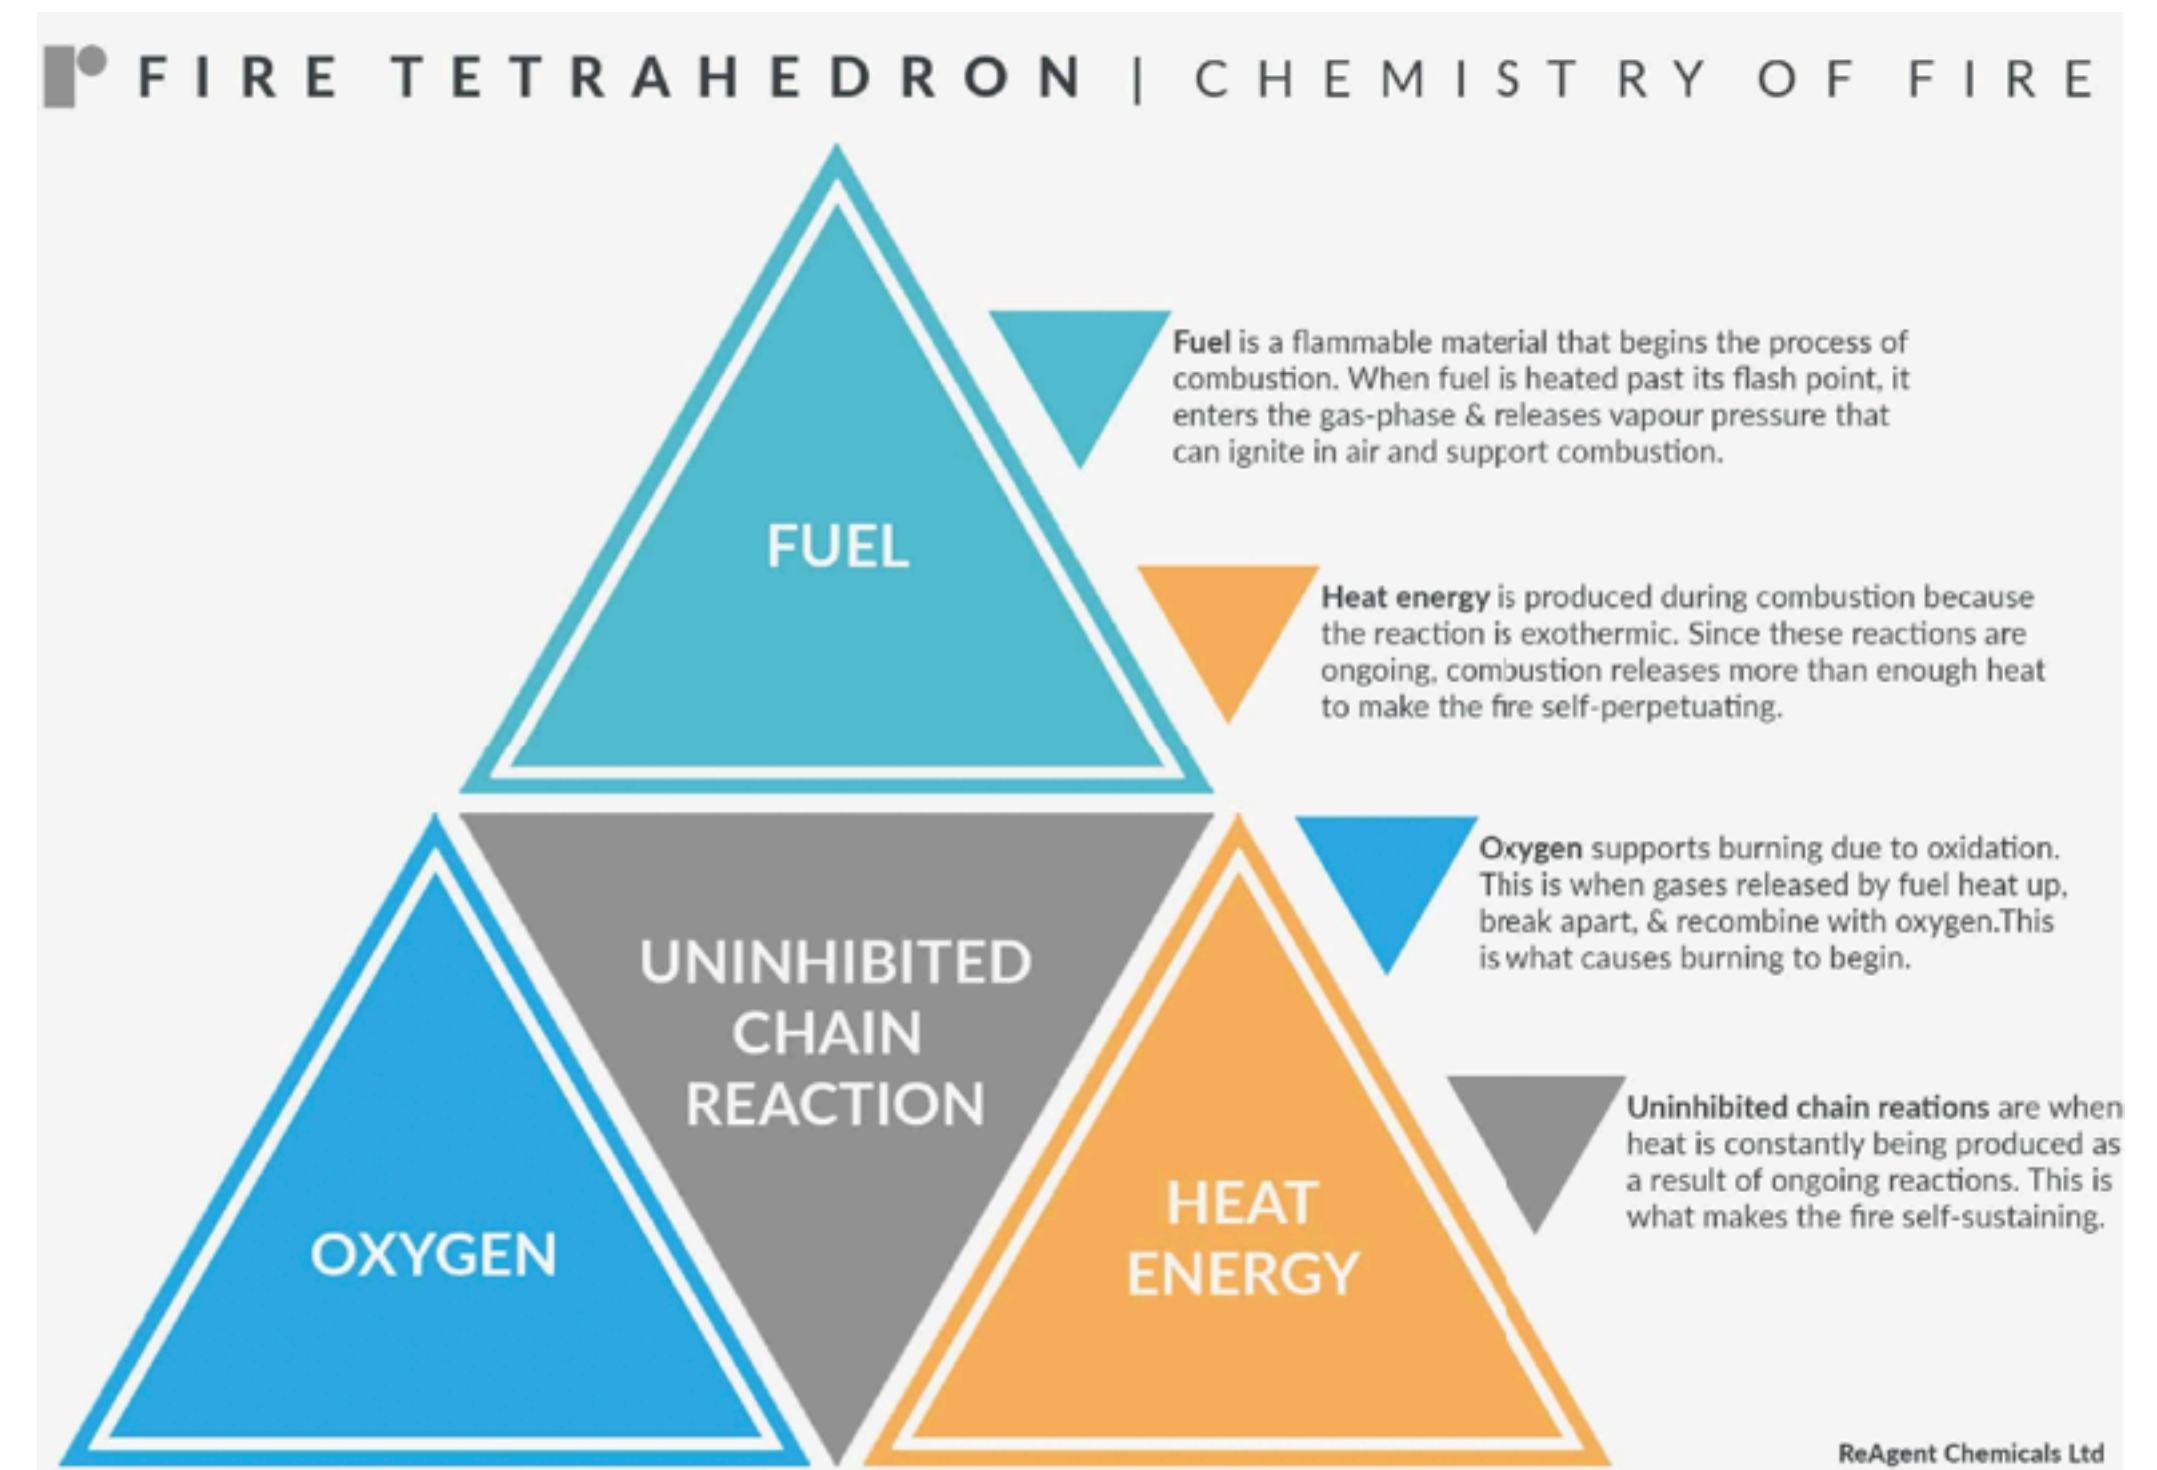 FIRE TETRAHEDRON | CHEMISTRY OF FIRE
FUEL
Fuel is a flammable material that begins the process of
combustion. When fuel is heated past its flash point, it
enters the gas-phase & releases vapour pressure that
can ignite in air and support combustion.
Heat energy is produced during combustion because
the reaction is exothermic. Since these reactions are
ongoing, combustion releases more than enough heat
to make the fire self-perpetuating.
Oxygen supports burning due to oxidation.
This is when gases released by fuel heat up,
break apart, & recombine with oxygen.This
is what causes burning to begin.
UNINHIBITED
CHAIN
REACTION
Uninhibited chain reations are when
heat is constantly being produced as
a result of ongoing reactions. This is
what makes the fire self-sustaining.
OXYGEN
HEAT
ENERGY
ReAgent Chemicals Ltd